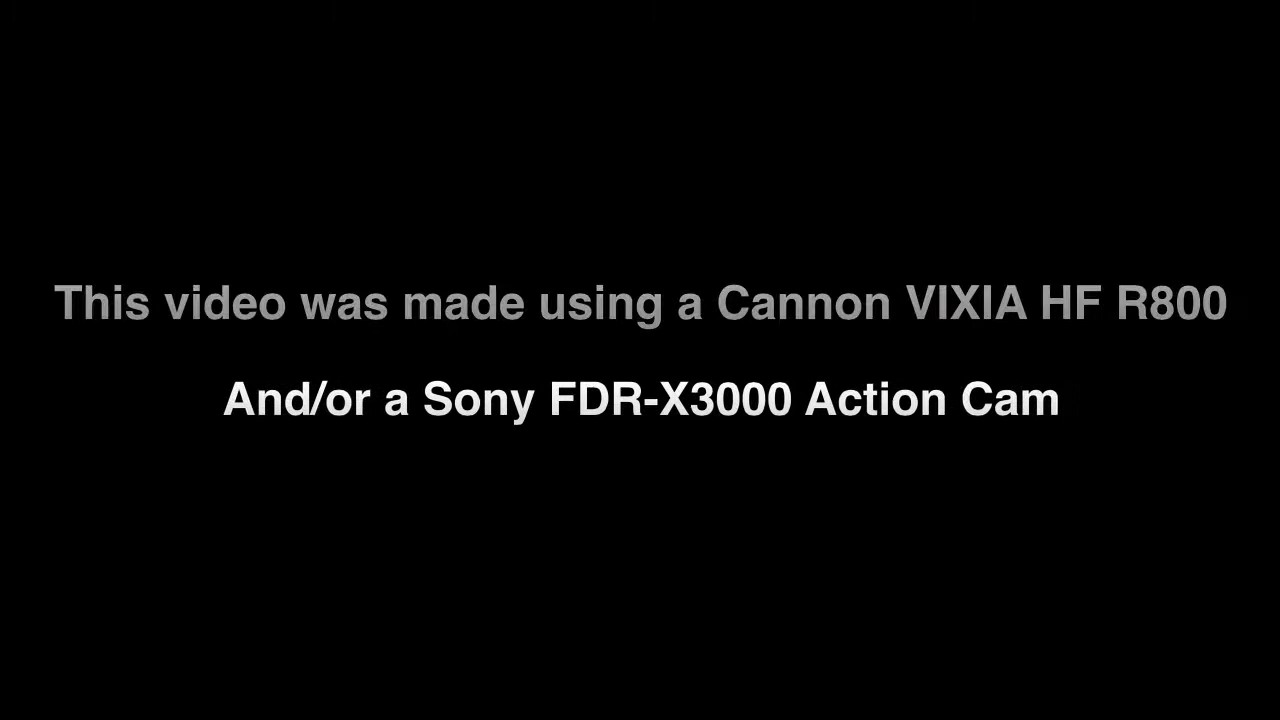 This video was made using a Cannon VIXIA HF R800
And/or a Sony FDR-X3000 Action Cam